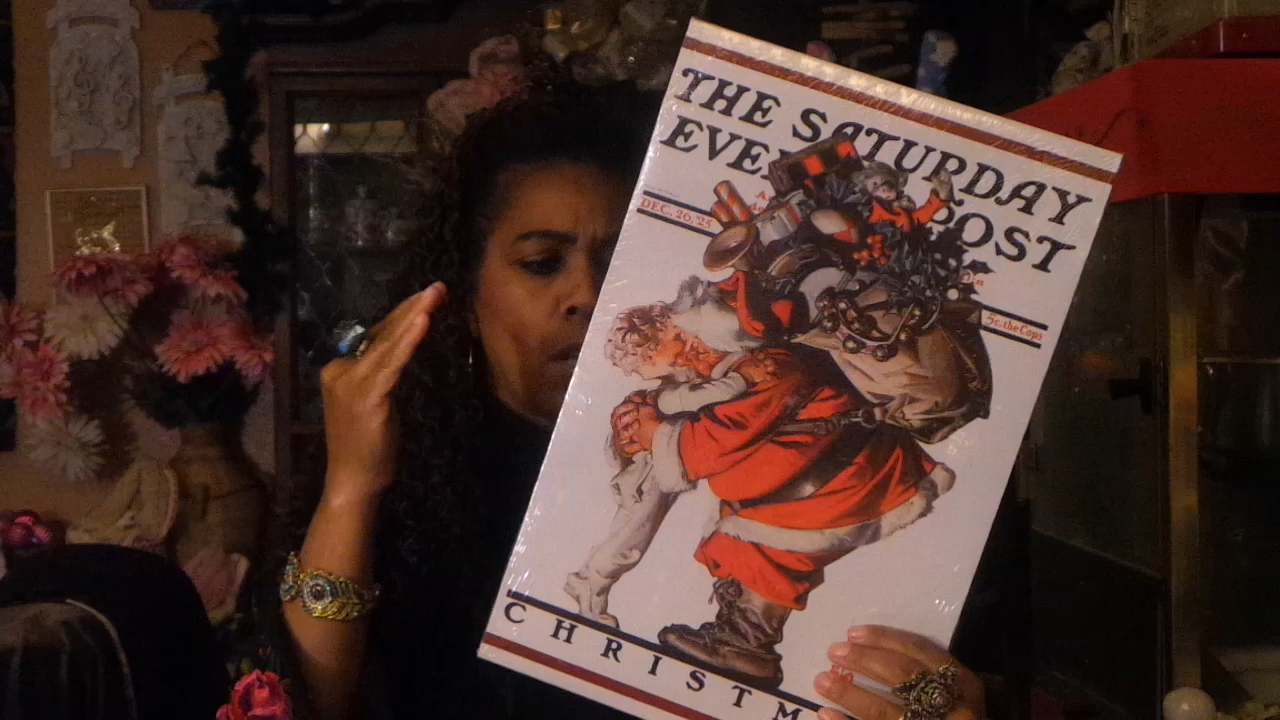 THE SATURDAY
EVE POST
DEC. 26, '25
5c. the Copy
CHRISTM